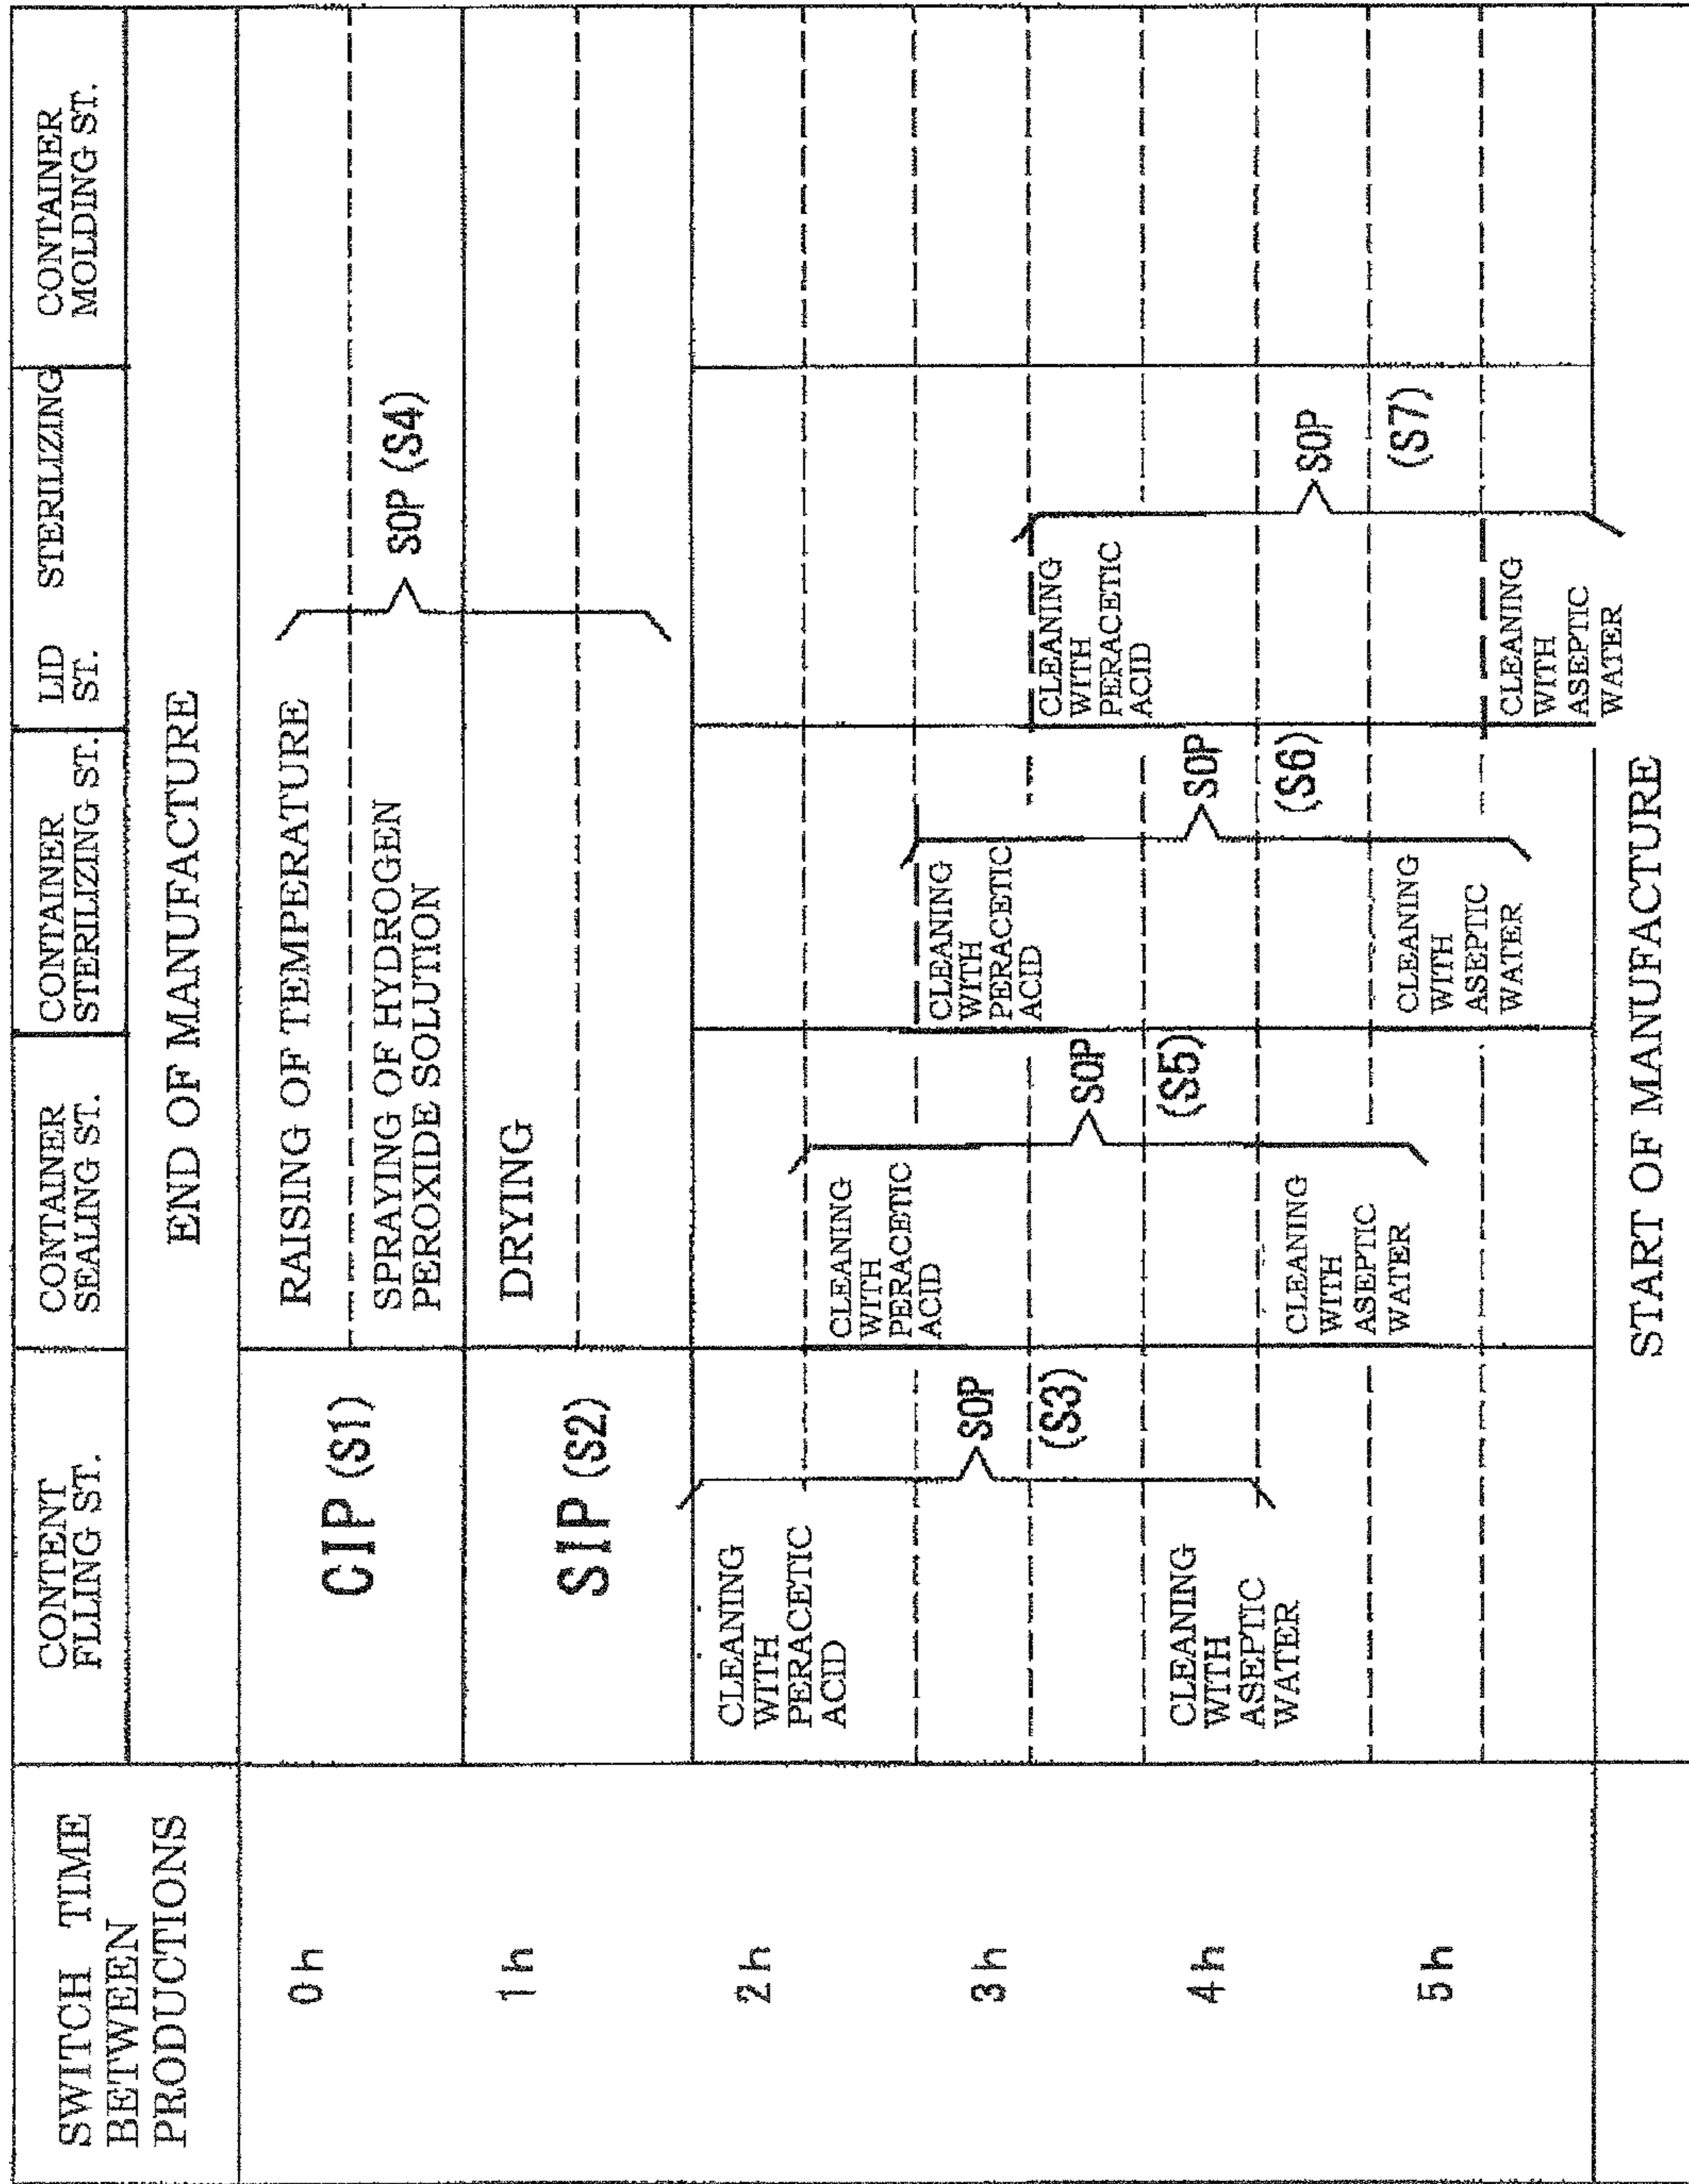 SWITCH TIME
BETWEEN
PRODUCTIONS
CONTENT
FLLING ST.
CONTAINER
SEALING ST.
CONTAINER
STERILIZING ST.
LID STERILIZING
ST.
CONTAINER
MOLDING ST.
END OF MANUFACTURE
0h
CIP (S1)
RAISING OF TEMPERATURE
SPRAYING OF HYDROGEN
PEROXIDE SOLUTION
SOP (S4)
1h
SIP (S2)
DRYING
2h
CLEANING
WITH
PERACETIC
ACID
CLEANING
WITH
PERACETIC
ACID
3h
SOP
(S3)
CLEANING
WITH
PERACETIC
ACID
SOP
(S5)
CLEANING
WITH
PERACETIC
ACID
4h
CLEANING
WITH
ASEPTIC
WATER
SOP
(S6)
CLEANING
WITH
ASEPTIC
WATER
SOP
(S7)
5h
CLEANING
WITH
ASEPTIC
WATER
CLEANING
WITH
ASEPTIC
WATER
START OF MANUFACTURE